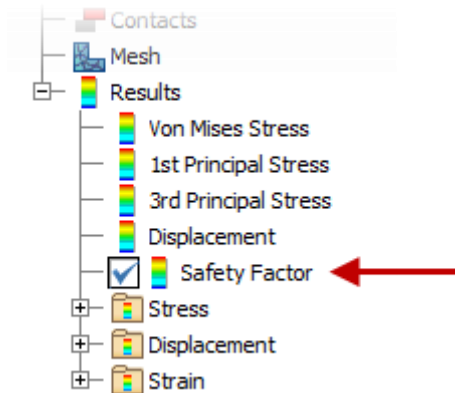 Contacts
Mesh
Results
Von Mises Stress
1st Principal Stress
3rd Principal Stress
Displacement
Safety Factor
Stress
Displacement
Strain